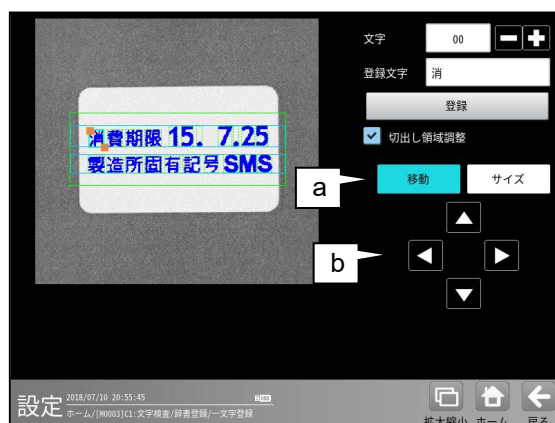 文字
00
登録文字
消
登録
切出し領域調整
a
移動
サイズ
b
消費期限 15. 7.25
製造所固有記号 SMS
設定
2018/07/10 20:55:45
ホーム/[M0003]C1:文字検査/辞書登録/一文字登録
拡大縮小
ホーム
戻る